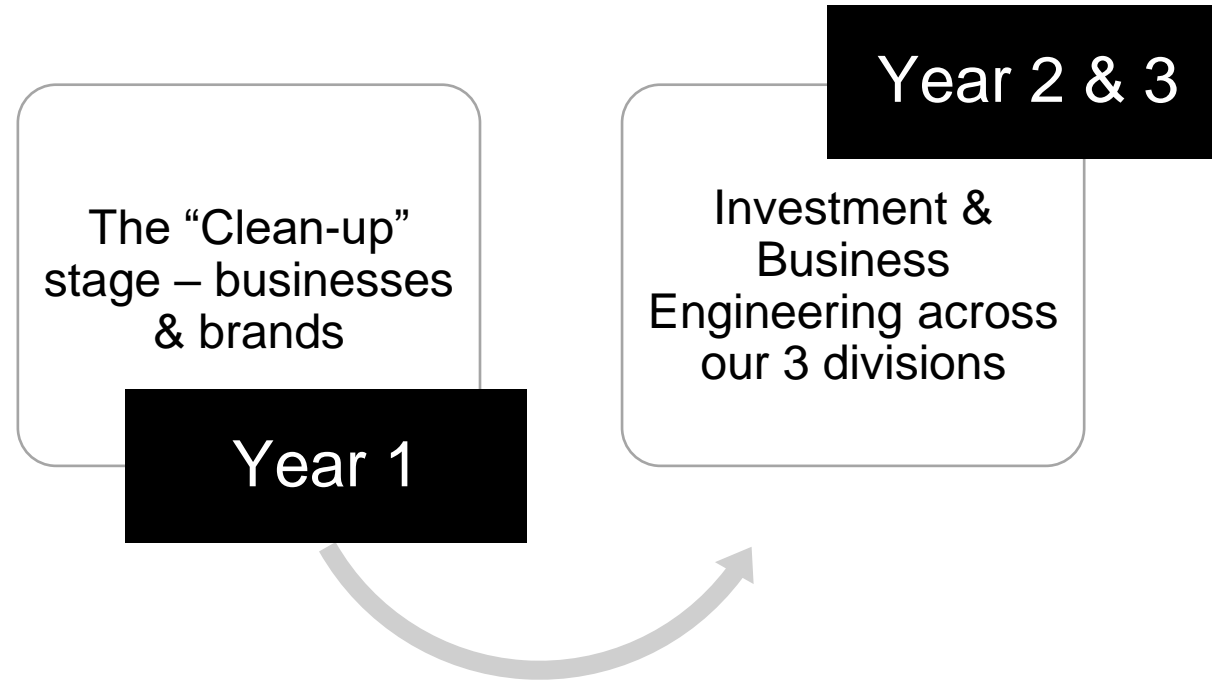 The “Clean-up”
stage – businesses
& brands
Year 1
Year 2 & 3
Investment &
Business
Engineering across
our 3 divisions